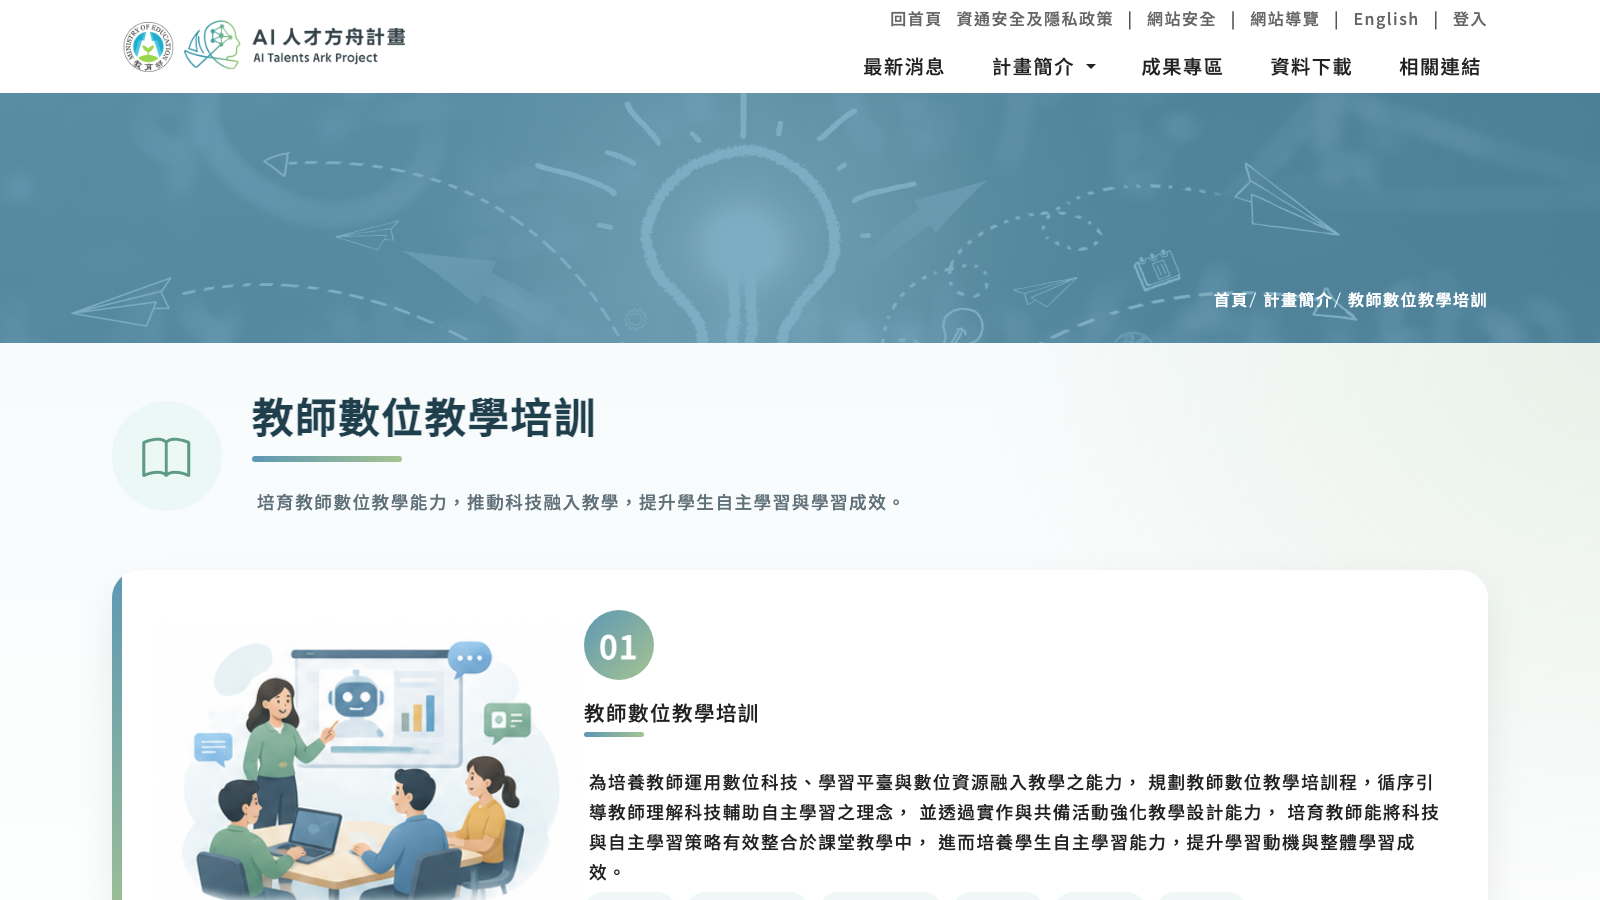 MINISTRY OF EDUCATION
教育部
AI 人才方舟計畫
AI Talents Ark Project
回首頁 資通安全及隱私政策 | 網站安全 | 網站導覽 | English | 登入
最新消息 計畫簡介 成果專區 資料下載 相關連結
首頁/ 計畫簡介/ 教師數位教學培訓
教師數位教學培訓
培育教師數位教學能力，推動科技融入教學，提升學生自主學習與學習成效。
01
教師數位教學培訓
為培養教師運用數位科技、學習平臺與數位資源融入教學之能力， 規劃教師數位教學培訓程，循序引
導教師理解科技輔助自主學習之理念， 並透過實作與共備活動強化教學設計能力， 培育教師能將科技
與自主學習策略有效整合於課堂教學中， 進而培養學生自主學習能力，提升學習動機與整體學習成
效。